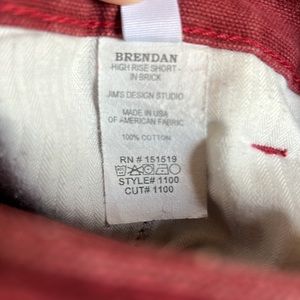 BRENDAN
HIGH RISE SHORT -
IN BRICK
JIM'S DESIGN STUDIO
MADE IN USA
OF AMERICAN FABRIC
100% COTTON
RN # 151519
STYLE# 1100
CUT# 1100